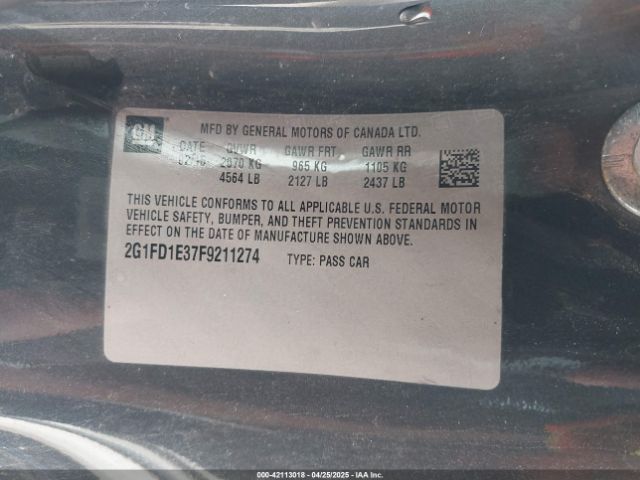 GM
MFD BY GENERAL MOTORS OF CANADA LTD.
DATE GVWR GAWR FRT GAWR RR
2070 KG 965 KG 1105 KG
4564 LB 2127 LB 2437 LB
THIS VEHICLE CONFORMS TO ALL APPLICABLE U.S. FEDERAL MOTOR
VEHICLE SAFETY, BUMPER, AND THEFT PREVENTION STANDARDS IN
EFFECT ON THE DATE OF MANUFACTURE SHOWN ABOVE.
2G1FD1E37F9211274 TYPE: PASS CAR
000-42113018 - 04/25/2025 - IAAI.com